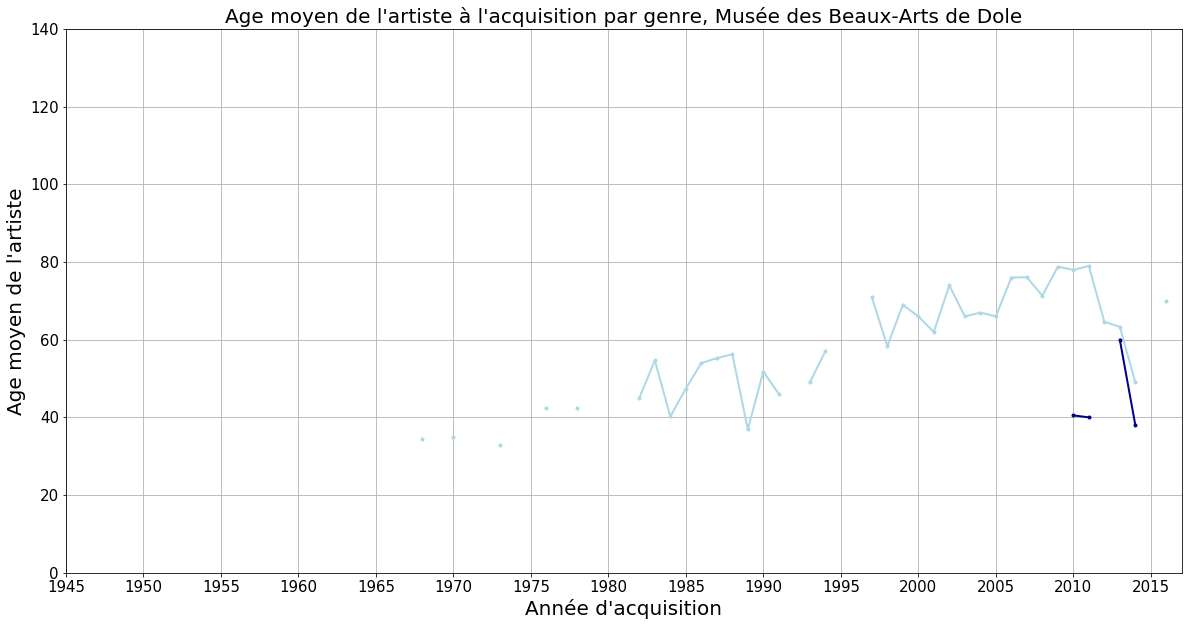 Age moyen de l'artiste à l'acquisition par genre, Musée des Beaux-Arts de Dole
Age moyen de l'artiste
140
120
100
80
60
40
20
0
1945 1950 1955 1960 1965 1970 1975 1980 1985 1990 1995 2000 2005 2010 2015
Année d'acquisition